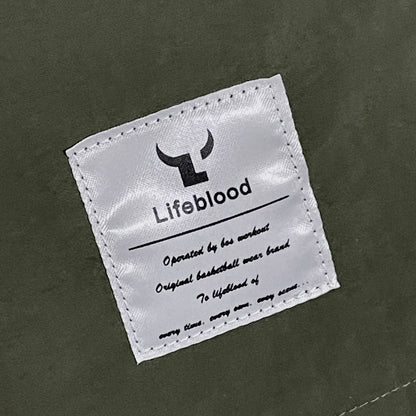 Lifeblood
Operated by bos workout
Original basketball wear brand
To lifeblood of
every time. every one. every scene.